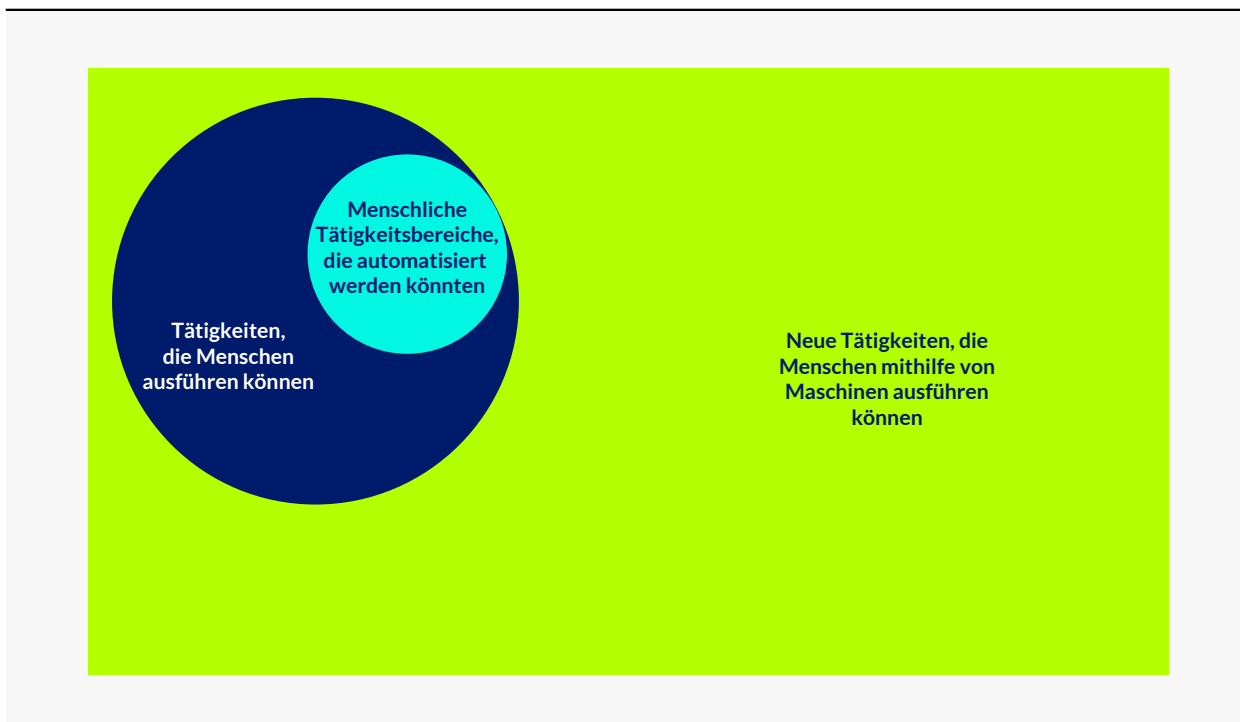 Menschliche
Tätigkeitsbereiche,
die automatisiert
werden könnten
Tätigkeiten,
die Menschen
ausführen können
Neue Tätigkeiten, die
Menschen mithilfe von
Maschinen ausführen
können